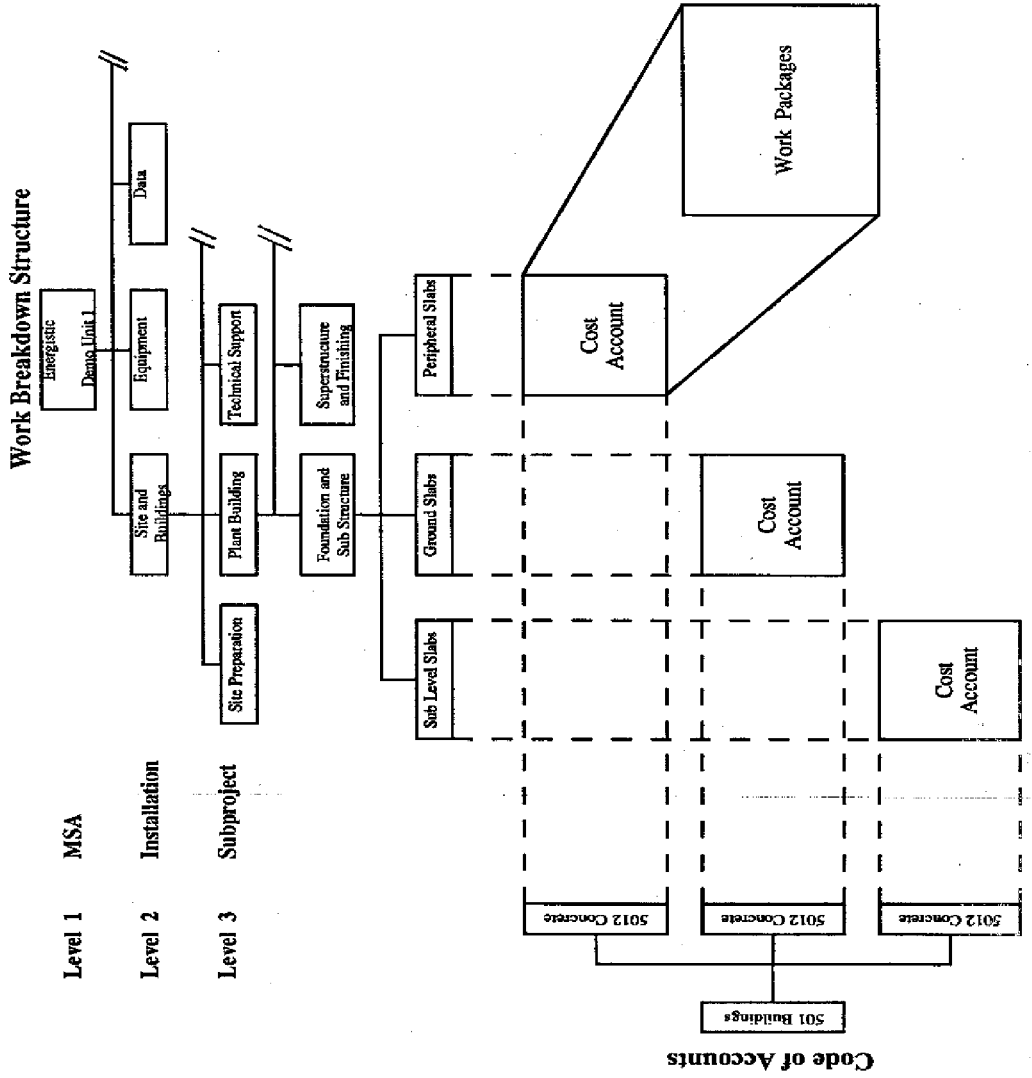 Work Breakdown Structure
Level 1 MSA
Level 2 Installation
Level 3 Subproject
Energistic
Demo Unit 1
Site and
Buildings
Equipment
Data
Site Preparation
Plant Building
Technical Support
Foundation and
Sub Structure
Superstructure
and Finishing
Sub Level Slabs
Ground Slabs
Peripheral Slabs
Code of Accounts
501 Buildings
5012 Concrete
5012 Concrete
5012 Concrete
Cost
Account
Cost
Account
Cost
Account
Work Packages